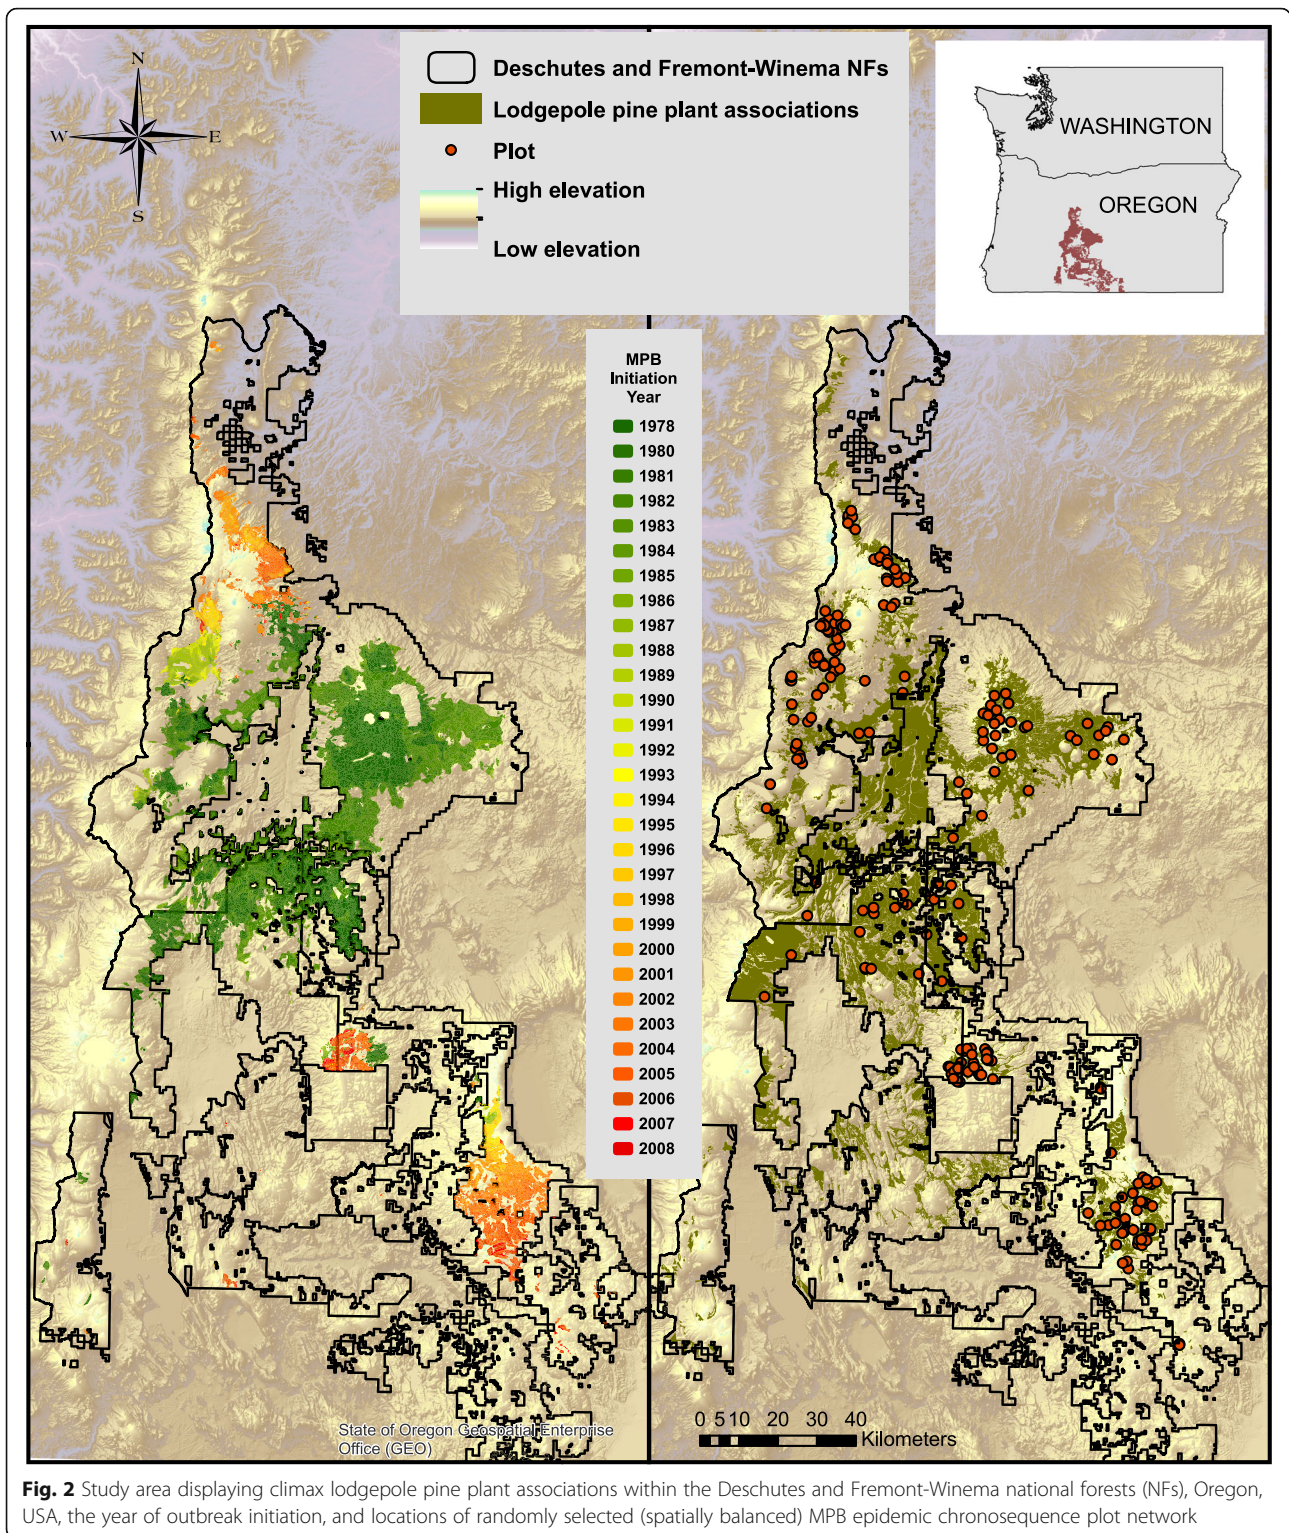 N
W E
S
Deschutes and Fremont-Winema NFs
Lodgepole pine plant associations
Plot
High elevation
Low elevation
WASHINGTON
OREGON
MPB
Initiation
Year
1978
1980
1981
1982
1983
1984
1985
1986
1987
1988
1989
1990
1991
1992
1993
1994
1995
1996
1997
1998
1999
2000
2001
2002
2003
2004
2005
2006
2007
2008
State of Oregon Geospatial Enterprise
Office (GEO)
0 5 10 20 30 40
Kilometers
Fig. 2 Study area displaying climax lodgepole pine plant associations within the Deschutes and Fremont-Winema national forests (NFs), Oregon,
USA, the year of outbreak initiation, and locations of randomly selected (spatially balanced) MPB epidemic chronosequence plot network